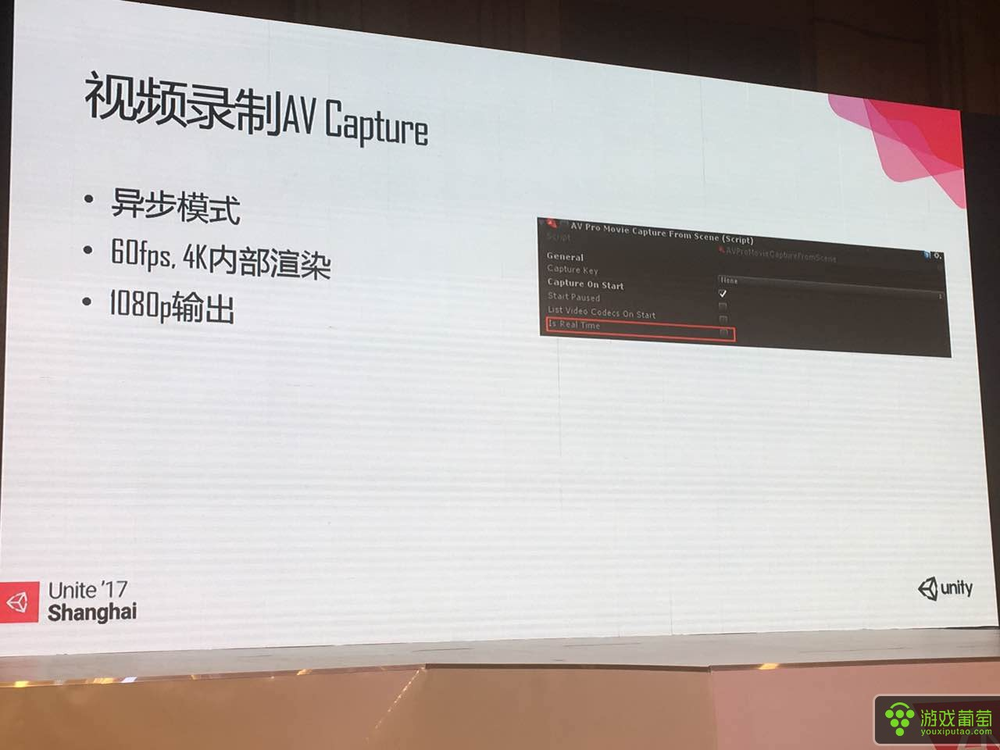 视频录制AV Capture
• 异步模式
• 60fps, 4K内部渲染
• 1080p输出
AV Pro Movie Capture From Scene (Script)
Script AVProMovieCaptureFromScene
General
Capture Key None
Capture On Start
Start Paused
List Video Codecs On Start
Is Real Time
Unite '17
Shanghai
unity
游戏葡萄
youxiputao.com